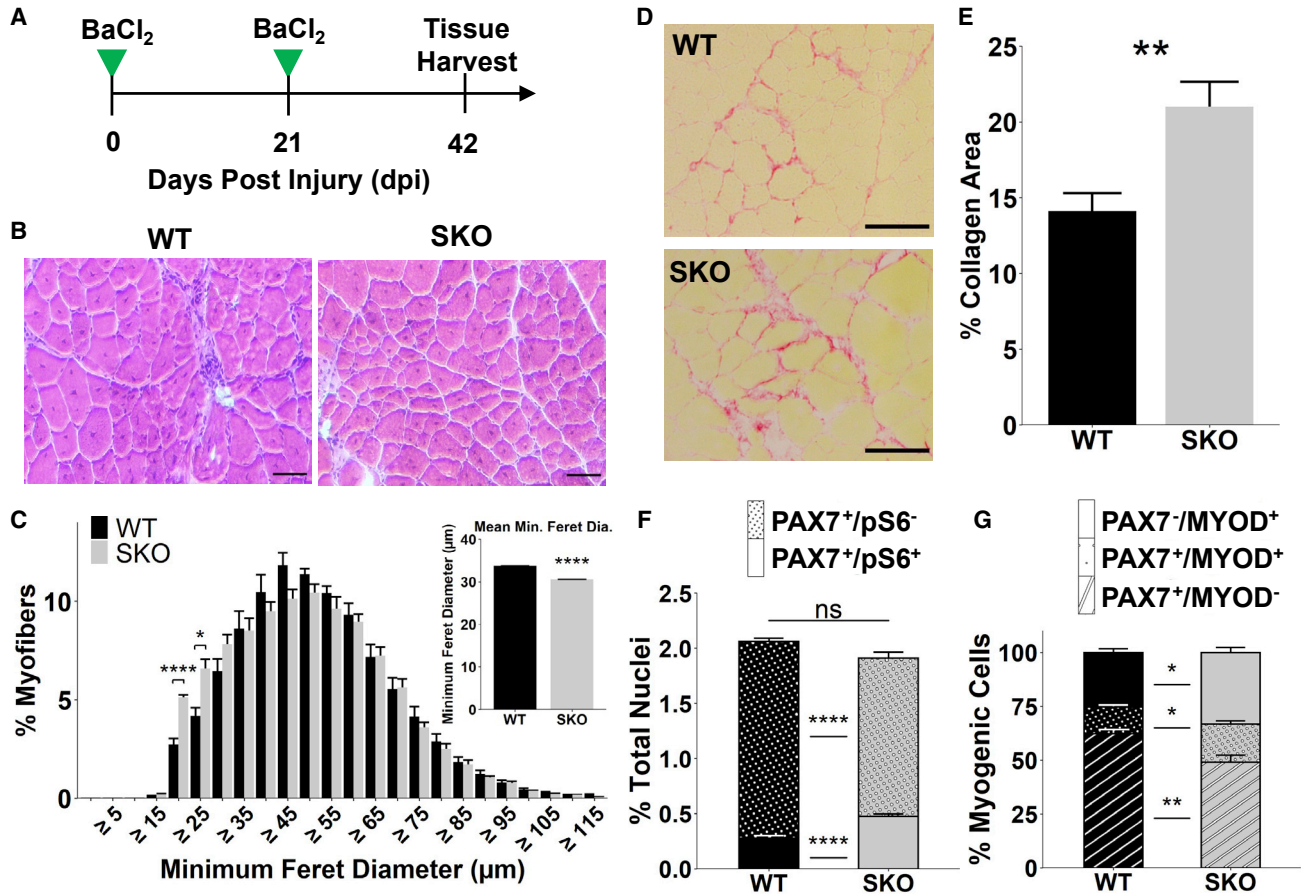 A
BaCl2
BaCl2
Tissue
Harvest
0
21
42
Days Post Injury (dpi)
B
WT
SKO
C
WT
SKO
% Myofibers
10
5
0
****
*
≥ 5
≥ 15
≥ 25
≥ 35
≥ 45
≥ 55
≥ 65
≥ 75
≥ 85
≥ 95
≥ 105
≥ 115
Minimum Feret Diameter (µm)
Mean Min. Feret Dia.
Minimum Feret Diameter (µm)
40
30
20
10
0
****
WT
SKO
D
WT
SKO
E
% Collagen Area
25
20
15
10
5
0
**
WT
SKO
F
PAX7+/pS6-
PAX7+/pS6+
% Total Nuclei
2.5
2.0
1.5
1.0
0.5
0.0
ns
****
****
WT
SKO
G
PAX7-/MYOD+
PAX7+/MYOD+
PAX7+/MYOD-
% Myogenic Cells
100
75
50
25
0
*
*
**
WT
SKO